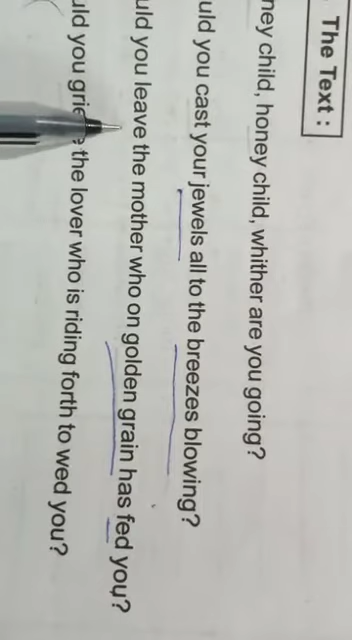 The Text :
ney child, honey child, whither are you going?
uld you cast your jewels all to the breezes blowing?
uld you leave the mother who on golden grain has fed you?
uld you grie the lover who is riding forth to wed you?